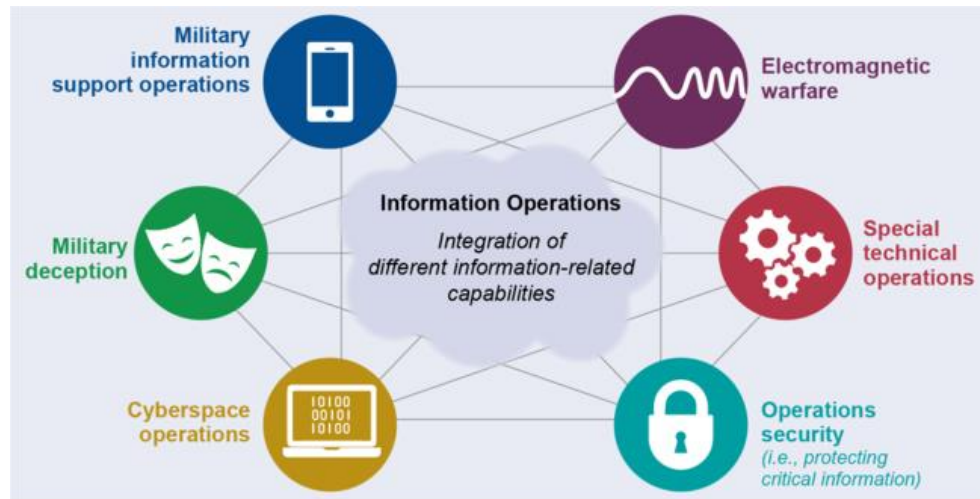 Military
information
support operations
Electromagnetic
warfare
Information Operations
Integration of
different information-related
capabilities
Military
deception
Special
technical
operations
Cyberspace
operations
10100
00101
10100
Operations
security
(i.e., protecting
critical information)